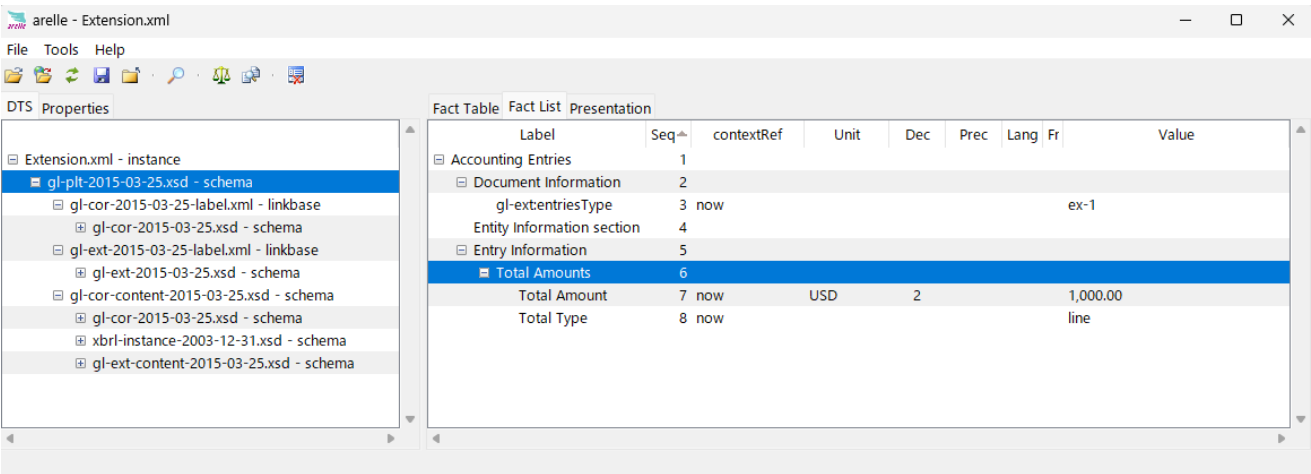 arelle - Extension.xml
File Tools Help
DTS Properties
Extension.xml - instance
gl-plt-2015-03-25.xsd - schema
gl-cor-2015-03-25-label.xml - linkbase
gl-cor-2015-03-25.xsd - schema
gl-ext-2015-03-25-label.xml - linkbase
gl-ext-2015-03-25.xsd - schema
gl-cor-content-2015-03-25.xsd - schema
gl-cor-2015-03-25.xsd - schema
xbrl-instance-2003-12-31.xsd - schema
gl-ext-content-2015-03-25.xsd - schema
Fact Table Fact List Presentation
Label Seq contextRef Unit Dec Prec Lang Fr Value
Accounting Entries 1
Document Information 2
gl-ext:entriesType 3 now ex-1
Entity Information section 4
Entry Information 5
Total Amounts 6
Total Amount 7 now USD 2 1,000.00
Total Type 8 now line